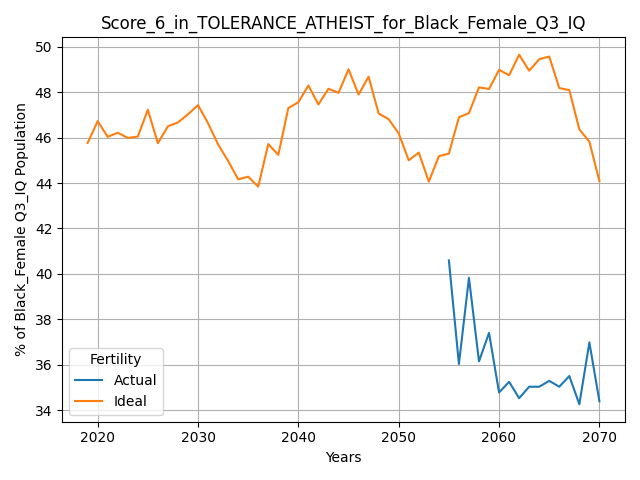 Score_6_in_TOLERANCE_ATHEIST_for_Black_Female_Q3_IQ
% of Black_Female Q3_IQ Population
50
48
46
44
42
40
38
36
34
Fertility
Actual
Ideal
2020 2030 2040 2050 2060 2070
Years